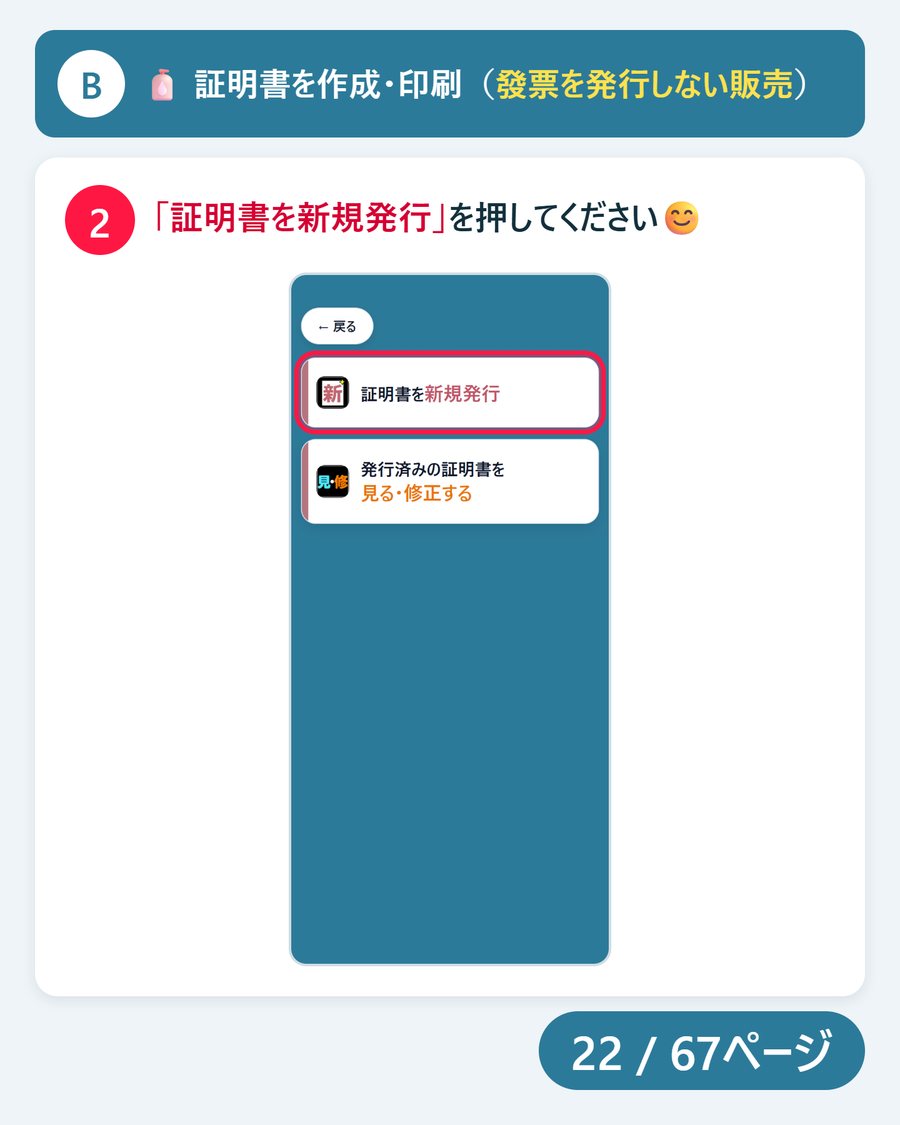 B 証明書を作成・印刷（發票を発行しない販売）
2 「証明書を新規発行」を押してください
← 戻る
新 証明書を新規発行
見・修 発行済みの証明書を
見る・修正する
22 / 67ページ